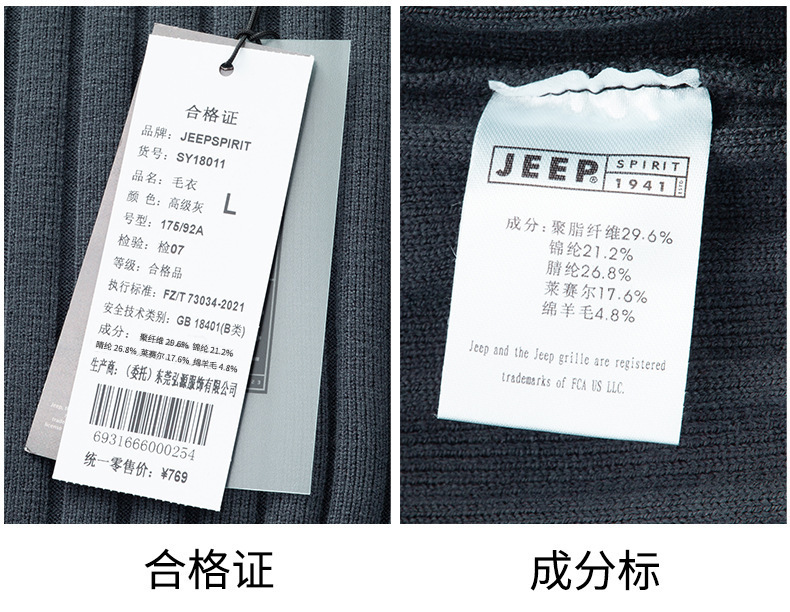 合格证
品牌：JEEPSPIRIT
货号：SY18011
品名：毛衣
颜 色：高级灰
L
号型：175/92A
检验：检07
等级：合格品
执行标准：FZ/T 73034-2021
安全技术类别：GB 18401(B类)
成分：聚纤维 29.6% 锦纶 21.2%
腈纶 26.8% 莱赛尔 17.6% 绵羊毛 4.8%
生产商：（委托）东莞弘源服饰有限公司
6931666000254
统一零售价：¥769
JEEP®
SPIRIT
1941
ESTD
成分：聚脂纤维29.6%
锦纶21.2%
腈纶26.8%
莱赛尔17.6%
绵羊毛4.8%
Jeep and the Jeep grille are registered
trademarks of FCA US LLC.
合格证
成分标